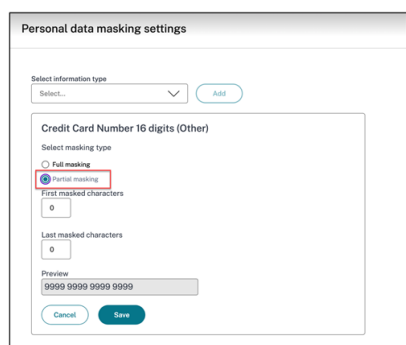 Personal data masking settings
Select information type
Select...
Add
Credit Card Number 16 digits (Other)
Select masking type
Full masking
Partial masking
First masked characters
0
Last masked characters
0
Preview
9999 9999 9999 9999
Cancel Save